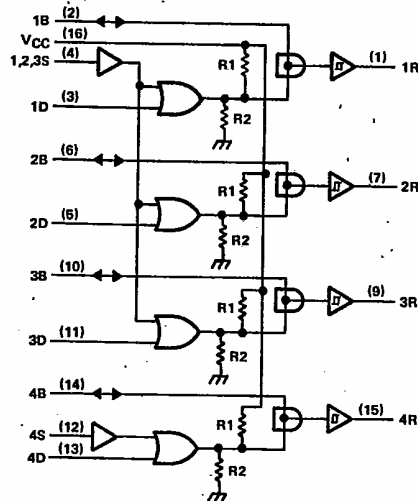 1B (2)
VCC (16)
1,2,3S (4)
R1
(1) 1R
1D (3)
R2
2B (6)
R1
(7) 2R
2D (5)
R2
3B (10)
R1
(9) 3R
3D (11)
R2
4B (14)
R1
(15) 4R
4S (12)
4D (13)
R2